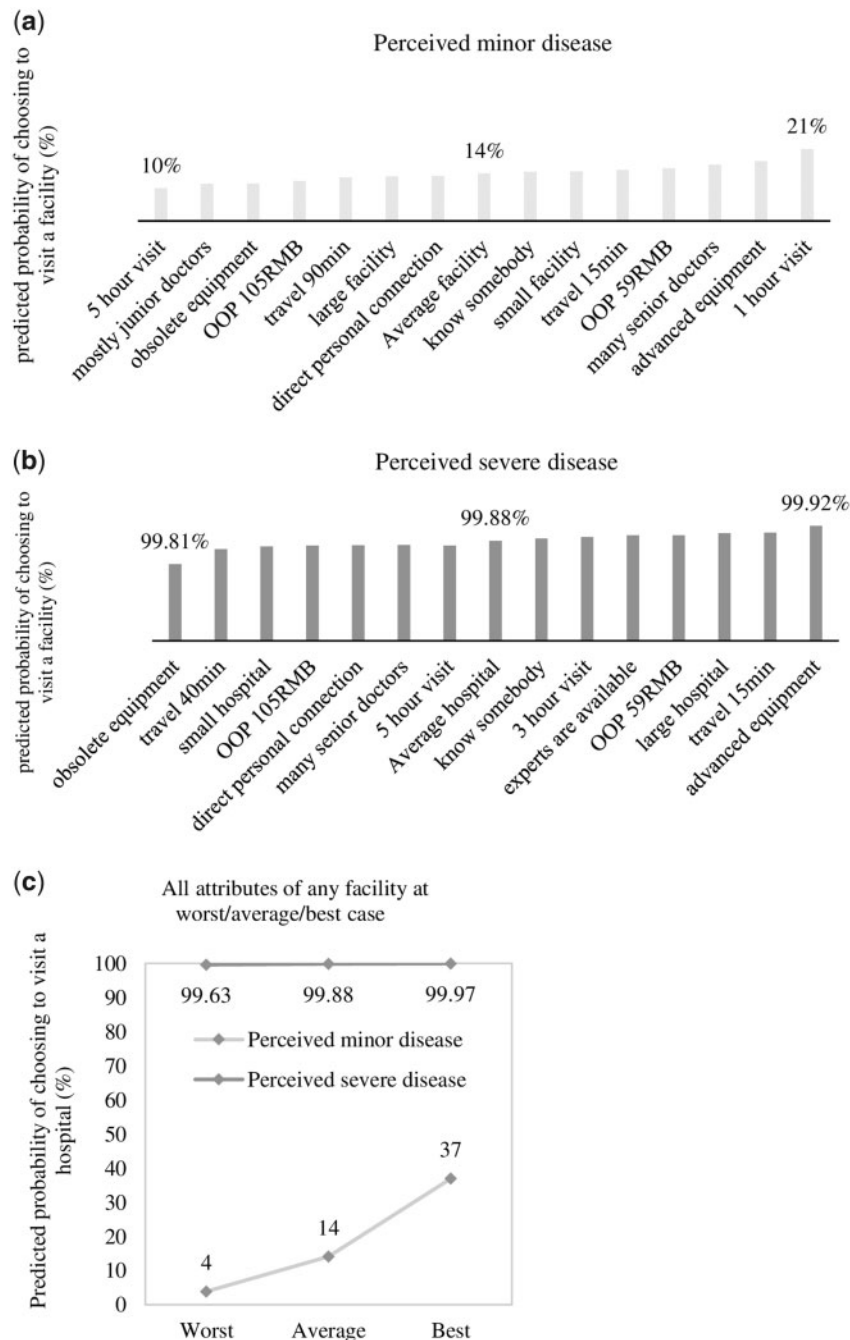 (a)
Perceived minor disease
predicted probability of choosing to
visit a facility (%)
10%
14%
21%
5 hour visit
mostly junior doctors
obsolete equipment
OOP 105RMB
travel 90min
large facility
direct personal connection
Average facility
know somebody
small facility
travel 15min
OOP 59RMB
many senior doctors
advanced equipment
1 hour visit
(b)
Perceived severe disease
predicted probability of choosing to
visit a facility (%)
99.81%
99.88%
99.92%
obsolete equipment
travel 40min
small hospital
OOP 105RMB
direct personal connection
many senior doctors
5 hour visit
Average hospital
know somebody
3 hour visit
experts are available
OOP 59RMB
large hospital
travel 15min
advanced equipment
(c)
All attributes of any facility at
worst/average/best case
Predicted probability of choosing to visit a
hospital (%)
100
90
80
70
60
50
40
30
20
10
0
99.63
99.88
99.97
Perceived minor disease
Perceived severe disease
4
14
37
Worst
Average
Best